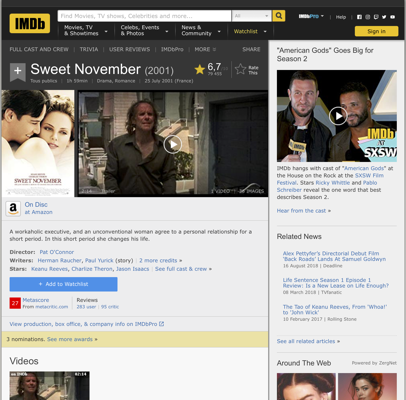 IMDb
Find Movies, TV shows, Celebrities and more...
All
IMDbPro
Help
Movies, TV
& Showtimes
Celebs, Events
& Photos
News &
Community
Watchlist
Sign in
FULL CAST AND CREW | TRIVIA | USER REVIEWS | IMDbPro | MORE
SHARE
Sweet November (2001)
6,7
Rate
This
Tous publics | 1h 59min | Drama, Romance | 25 July 2001 (France)
SWEET NOVEMBER
On Disc
at Amazon
A workaholic executive, and an unconventional woman agree to a personal relationship for a
short period. In this short period she changes his life.
Director: Pat O'Connor
Writers: Herman Raucher, Paul Yurick (story) | 2 more credits »
Stars: Keanu Reeves, Charlize Theron, Jason Isaacs | See full cast & crew »
+ Add to Watchlist
27
Metascore
From metacritic.com
Reviews
283 user | 95 critic
View production, box office, & company info on IMDbPro
3 nominations. See more awards »
Videos
"American Gods" Goes Big for
Season 2
IMDb
at
SXSW
IMDb hangs with cast of "American Gods" at
the House on the Rock at the SXSW Film
Festival. Stars Ricky Whittle and Pablo
Schreiber reveal the one word that best
describes Season 2.
Hear from the cast »
Related News
Alex Pettyfer's Directorial Debut Film
'Back Roads' Lands At Samuel Goldwyn
16 August 2018 | Deadline
Life Sentence Season 1 Episode 1
Review: Is a New Lease on Life Enough?
08 March 2018 | TVfanatic
The Tao of Keanu Reeves, From 'Whoa!'
to 'John Wick'
10 February 2017 | Rolling Stone
See all related articles »
Around The Web
Powered by ZergNet